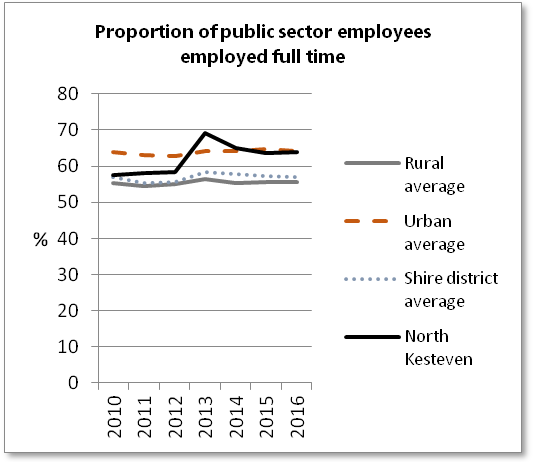 Proportion of public sector employees
employed full time
80
70
60
50
40
30
20
10
0
%
2010
2011
2012
2013
2014
2015
2016
Rural
average
Urban
average
Shire district
average
North
Kesteven